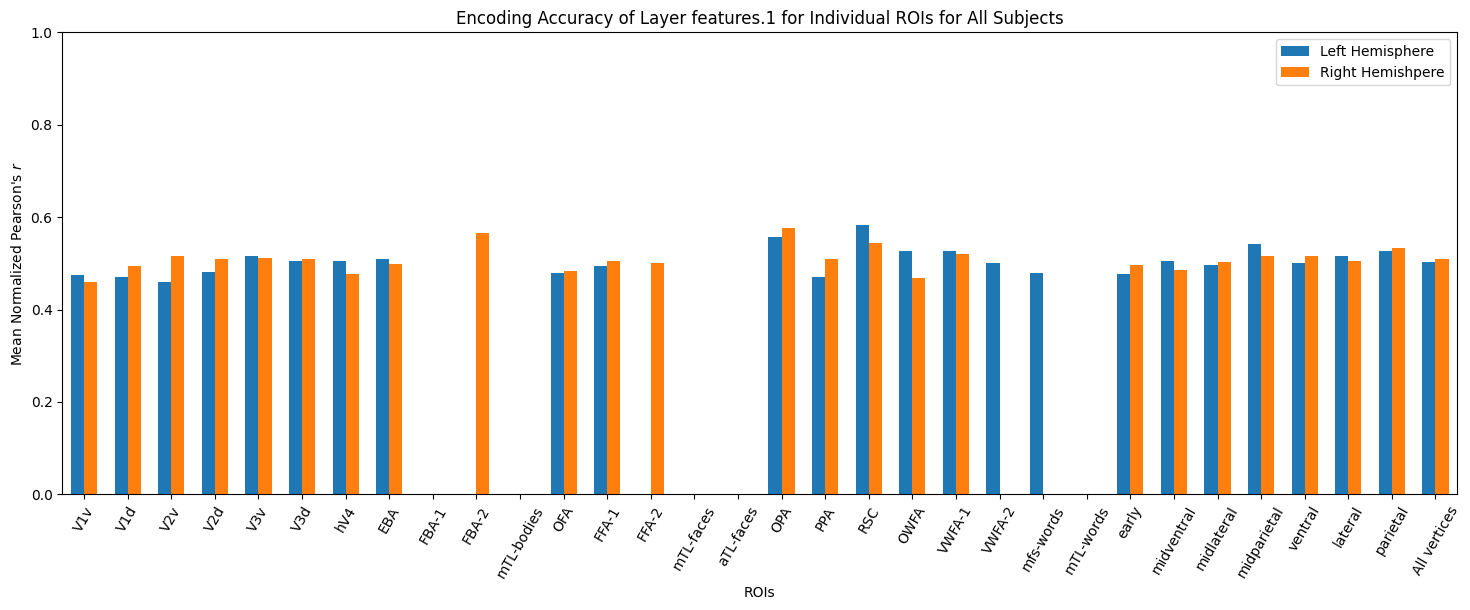 Encoding Accuracy of Layer features.1 for Individual ROIs for All Subjects
Mean Normalized Pearson's r
1.0
0.8
0.6
0.4
0.2
0.0
Left Hemisphere
Right Hemishpere
V1v
V1d
V2v
V2d
V3v
V3d
hV4
EBA
FBA-1
FBA-2
mTL-bodies
OFA
FFA-1
FFA-2
mTL-faces
aTL-faces
OPA
PPA
RSC
OWFA
VWFA-1
VWFA-2
mfs-words
mTL-words
early
midventral
midlateral
midparietal
ventral
lateral
parietal
All vertices
ROIs